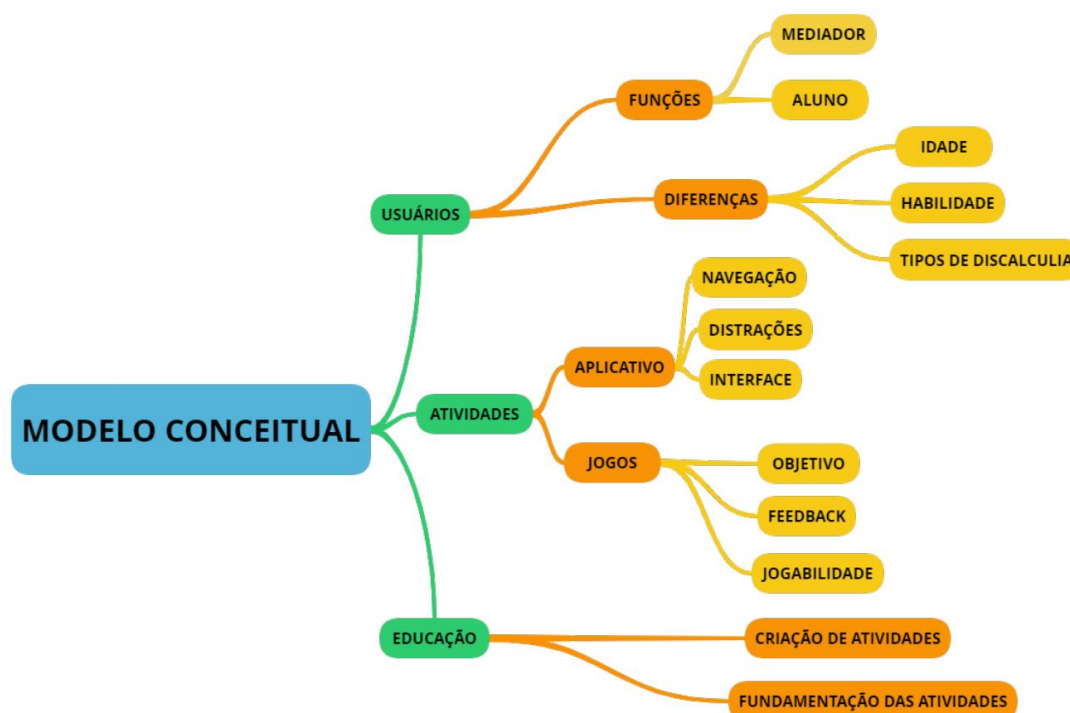 MODELO CONCEITUAL
USUÁRIOS
FUNÇÕES
MEDIADOR
ALUNO
DIFERENÇAS
IDADE
HABILIDADE
TIPOS DE DISCALCULIA
ATIVIDADES
APLICATIVO
NAVEGAÇÃO
DISTRAÇÕES
INTERFACE
JOGOS
OBJETIVO
FEEDBACK
JOGABILIDADE
EDUCAÇÃO
CRIAÇÃO DE ATIVIDADES
FUNDAMENTAÇÃO DAS ATIVIDADES